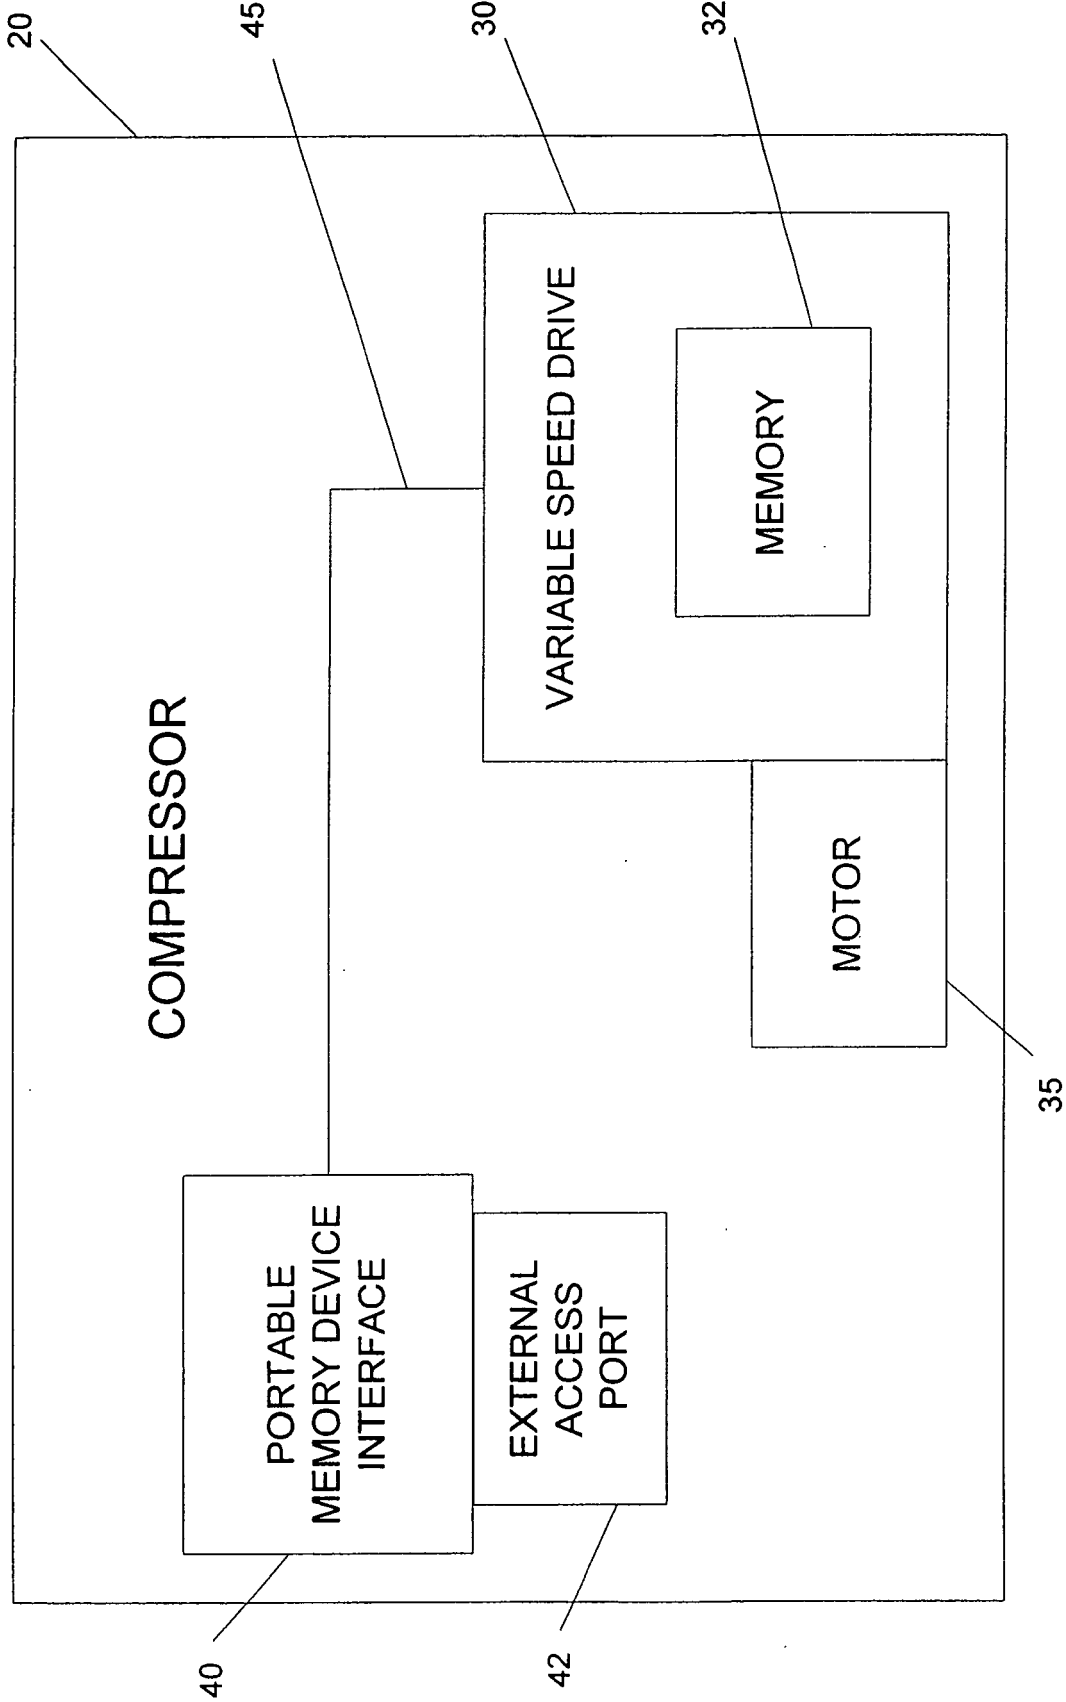 20
45
30
32
COMPRESSOR
VARIABLE SPEED DRIVE
MEMORY
MOTOR
35
PORTABLE
MEMORY DEVICE
INTERFACE
EXTERNAL
ACCESS
PORT
40
42